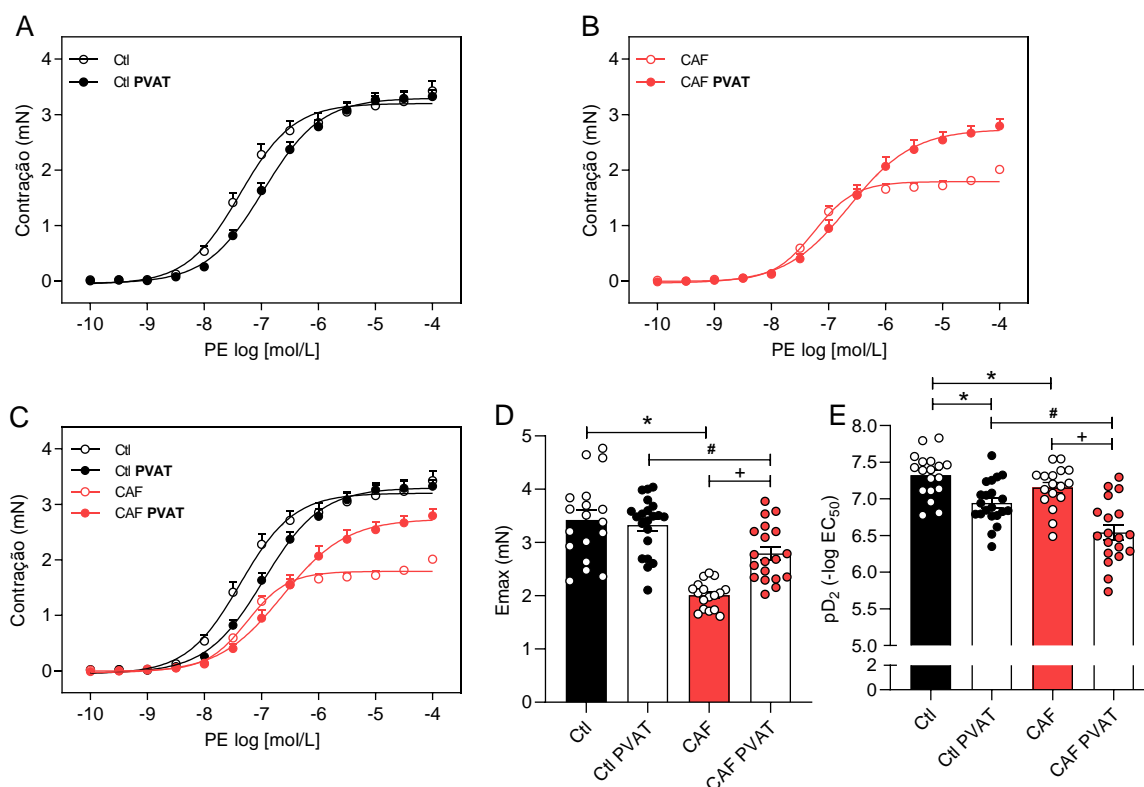 A
Ctl
Ctl PVAT
Contração (mN)
4
3
2
1
0
-10 -9 -8 -7 -6 -5 -4
PE log [mol/L]
B
CAF
CAF PVAT
Contração (mN)
4
3
2
1
0
-10 -9 -8 -7 -6 -5 -4
PE log [mol/L]
C
Ctl
Ctl PVAT
CAF
CAF PVAT
Contração (mN)
4
3
2
1
0
-10 -9 -8 -7 -6 -5 -4
PE log [mol/L]
D
*
#
+
Emax (mN)
5
4
3
2
1
0
Ctl
Ctl PVAT
CAF
CAF PVAT
E
*
*
#
+
pD₂ (-log EC₅₀)
8.0
7.5
7.0
6.5
6.0
5.5
5.0
2
0
Ctl
Ctl PVAT
CAF
CAF PVAT